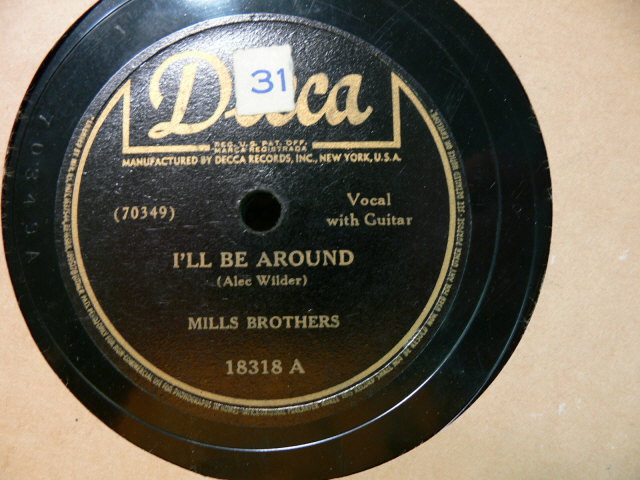 31
Decca
REG. U.S. PAT. OFF.
MARCA REGISTRADA
MANUFACTURED BY DECCA RECORDS, INC., NEW YORK, U.S.A.
(70349)
Vocal
with Guitar
I'LL BE AROUND
(Alec Wilder)
MILLS BROTHERS
18318 A
70349A